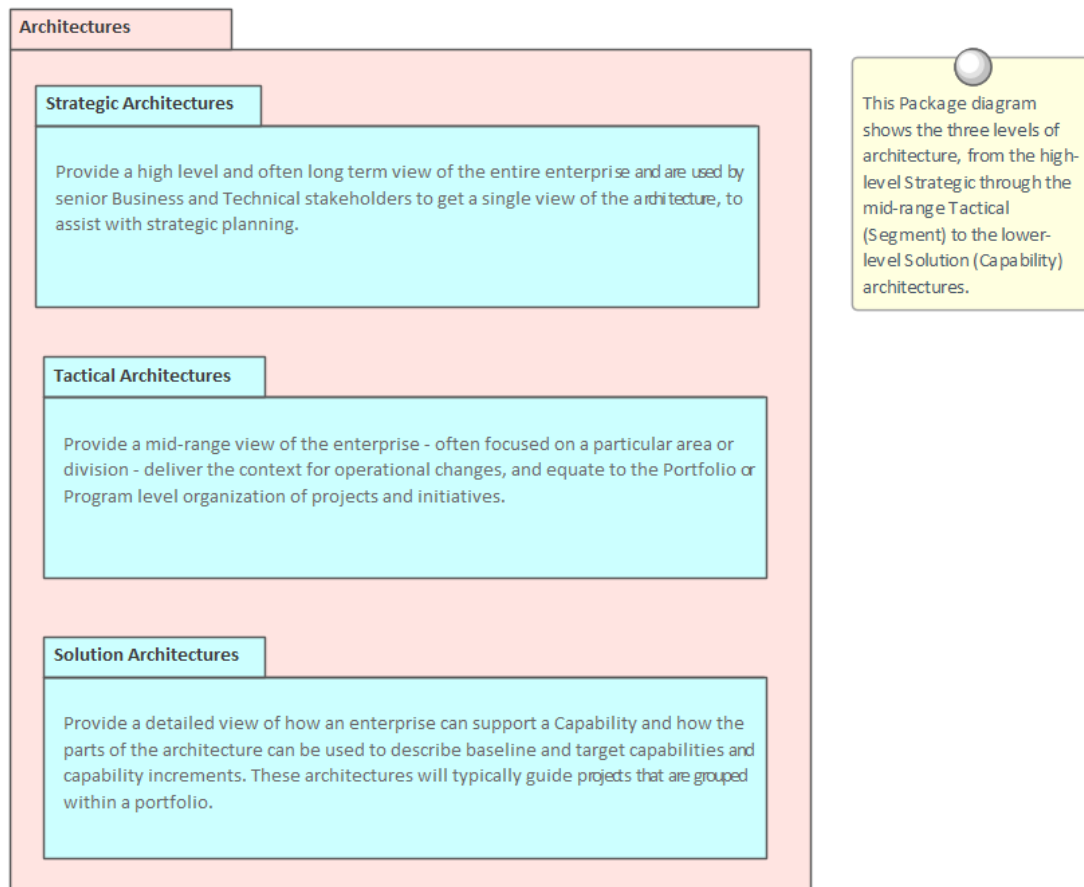 Architectures
Strategic Architectures
Provide a high level and often long term view of the entire enterprise and are used by
senior Business and Technical stakeholders to get a single view of the architecture, to
assist with strategic planning.
This Package diagram
shows the three levels of
architecture, from the high-
level Strategic through the
mid-range Tactical
(Segment) to the lower-
level Solution (Capability)
architectures.
Tactical Architectures
Provide a mid-range view of the enterprise - often focused on a particular area or
division - deliver the context for operational changes, and equate to the Portfolio or
Program level organization of projects and initiatives.
Solution Architectures
Provide a detailed view of how an enterprise can support a Capability and how the
parts of the architecture can be used to describe baseline and target capabilities and
capability increments. These architectures will typically guide projects that are grouped
within a portfolio.